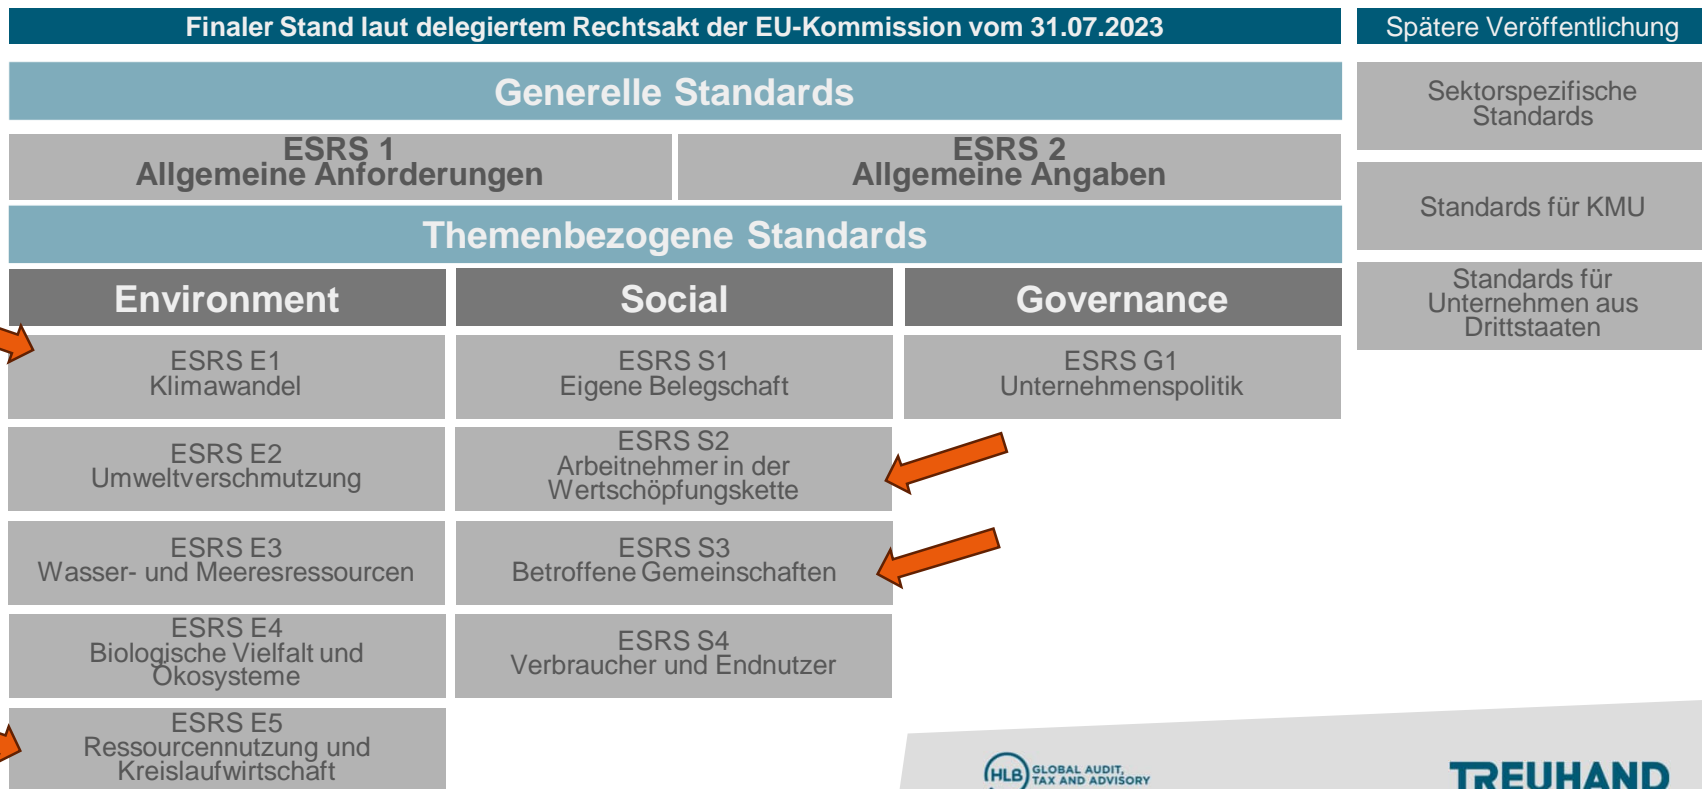 Finaler Stand laut delegiertem Rechtsakt der EU-Kommission vom 31.07.2023
Spätere Veröffentlichung
Generelle Standards
ESRS 1
Allgemeine Anforderungen
ESRS 2
Allgemeine Angaben
Themenbezogene Standards
Environment
ESRS E1
Klimawandel
ESRS E2
Umweltverschmutzung
ESRS E3
Wasser- und Meeresressourcen
ESRS E4
Biologische Vielfalt und
Ökosysteme
ESRS E5
Ressourcennutzung und
Kreislaufwirtschaft
Social
ESRS S1
Eigene Belegschaft
ESRS S2
Arbeitnehmer in der
Wertschöpfungskette
ESRS S3
Betroffene Gemeinschaften
ESRS S4
Verbraucher und Endnutzer
Governance
ESRS G1
Unternehmenspolitik
Sektorspezifische
Standards
Standards für KMU
Standards für
Unternehmen aus
Drittstaaten
HLB GLOBAL AUDIT,
TAX AND ADVISORY
TREUHAND